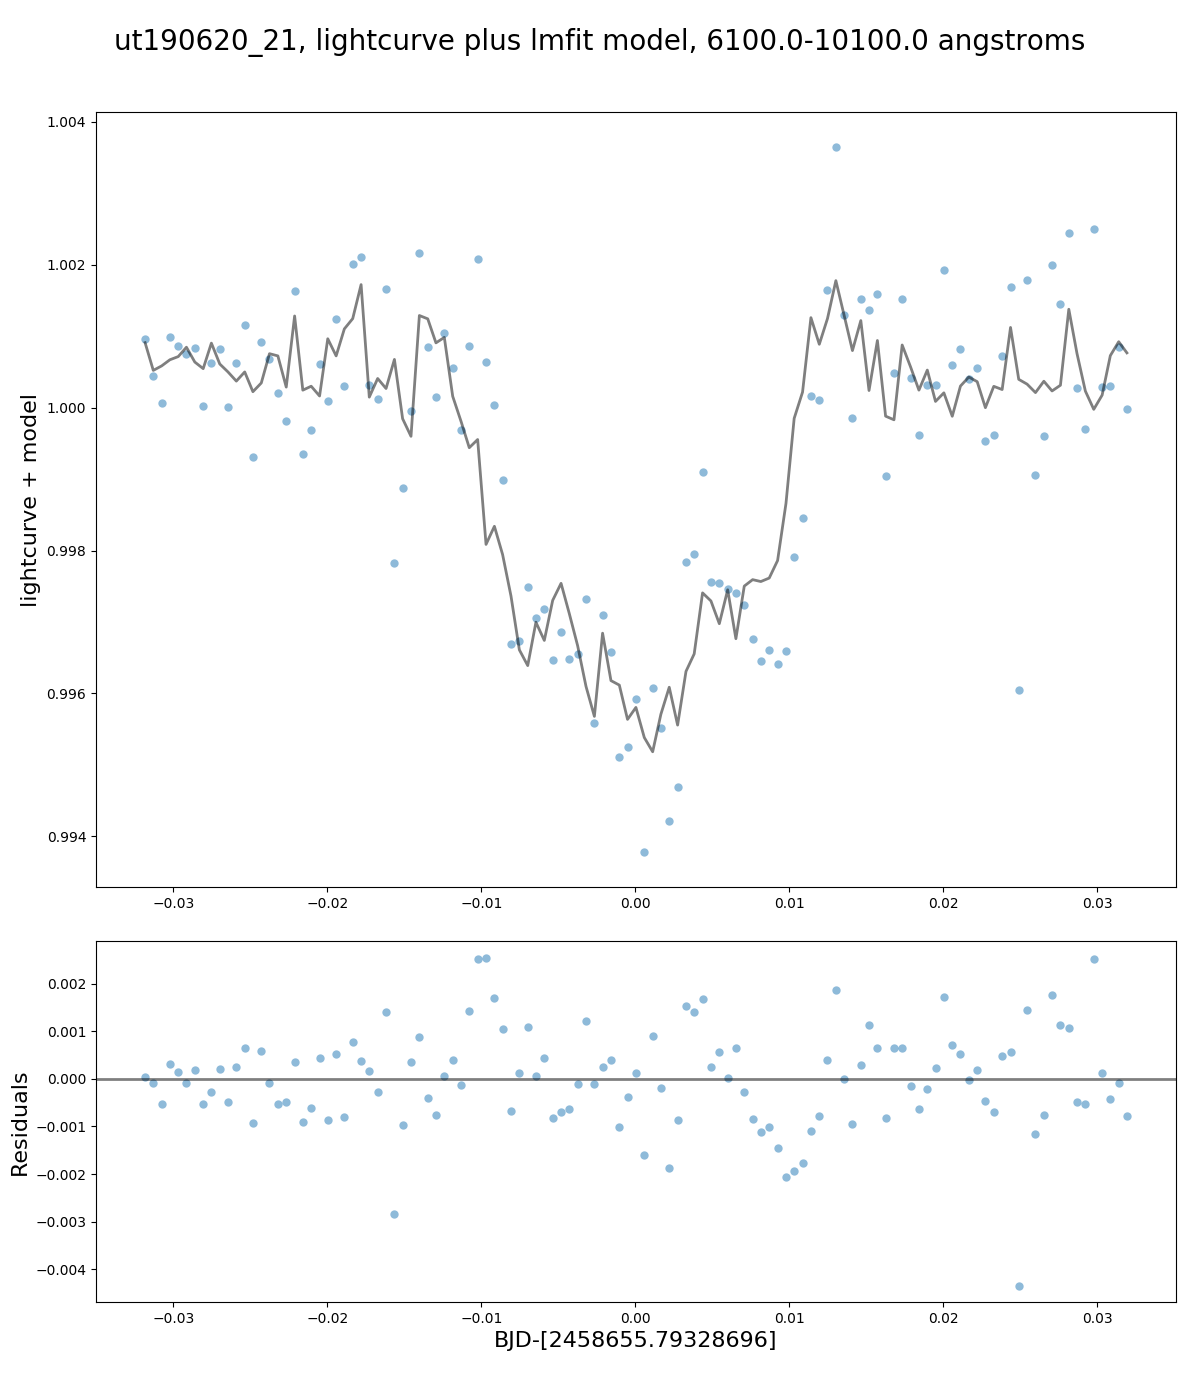 ut190620_21, lightcurve plus lmfit model, 6100.0-10100.0 angstroms
lightcurve + model
1.004
1.002
1.000
0.998
0.996
0.994
−0.03 −0.02 −0.01 0.00 0.01 0.02 0.03
Residuals
0.002
0.001
0.000
−0.001
−0.002
−0.003
−0.004
−0.03 −0.02 −0.01 0.00 0.01 0.02 0.03
BJD-[2458655.79328696]